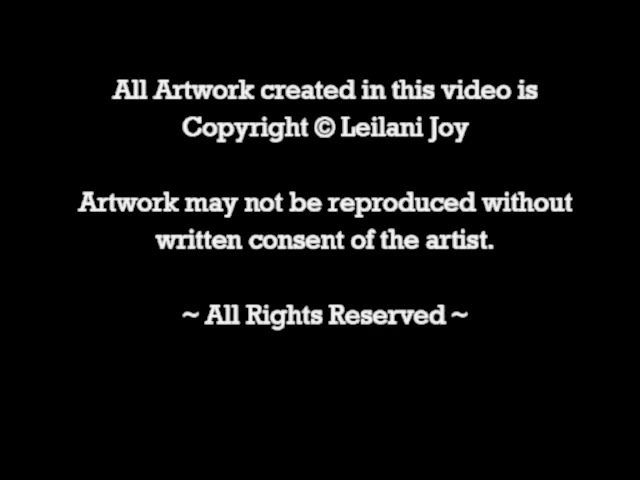 All Artwork created in this video is
Copyright © Leilani Joy
Artwork may not be reproduced without
written consent of the artist.
~ All Rights Reserved ~